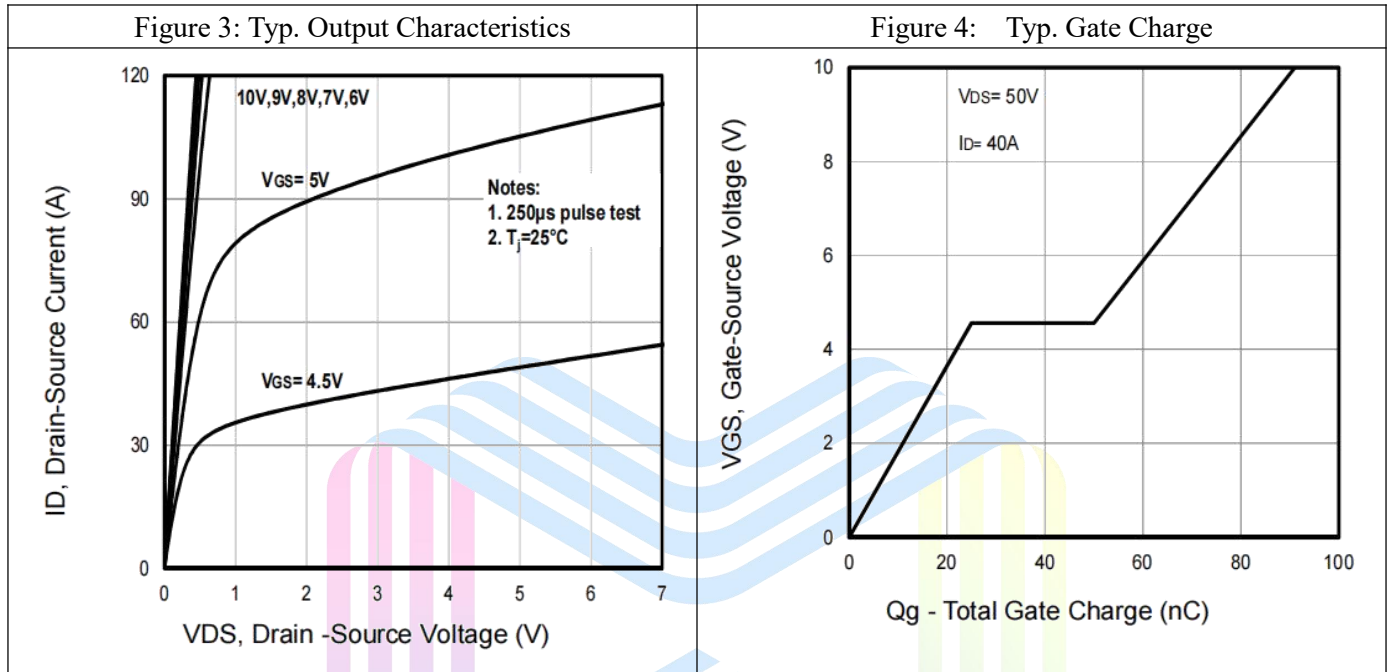 Figure 3: Typ. Output Characteristics
Figure 4: Typ. Gate Charge
120
90
60
30
0
10V,9V,8V,7V,6V
VGS= 5V
Notes:
1. 250µs pulse test
2. Tj=25°C
VGS= 4.5V
0 1 2 3 4 5 6 7
ID, Drain-Source Current (A)
VDS, Drain -Source Voltage (V)
10
8
6
4
2
0
VDS= 50V
ID= 40A
0 20 40 60 80 100
VGS, Gate-Source Voltage (V)
Qg - Total Gate Charge (nC)